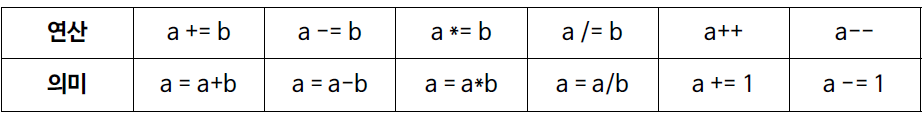 연산 a += b a -= b a *= b a /= b a++ a--
의미 a = a+b a = a-b a = a*b a = a/b a += 1 a -= 1